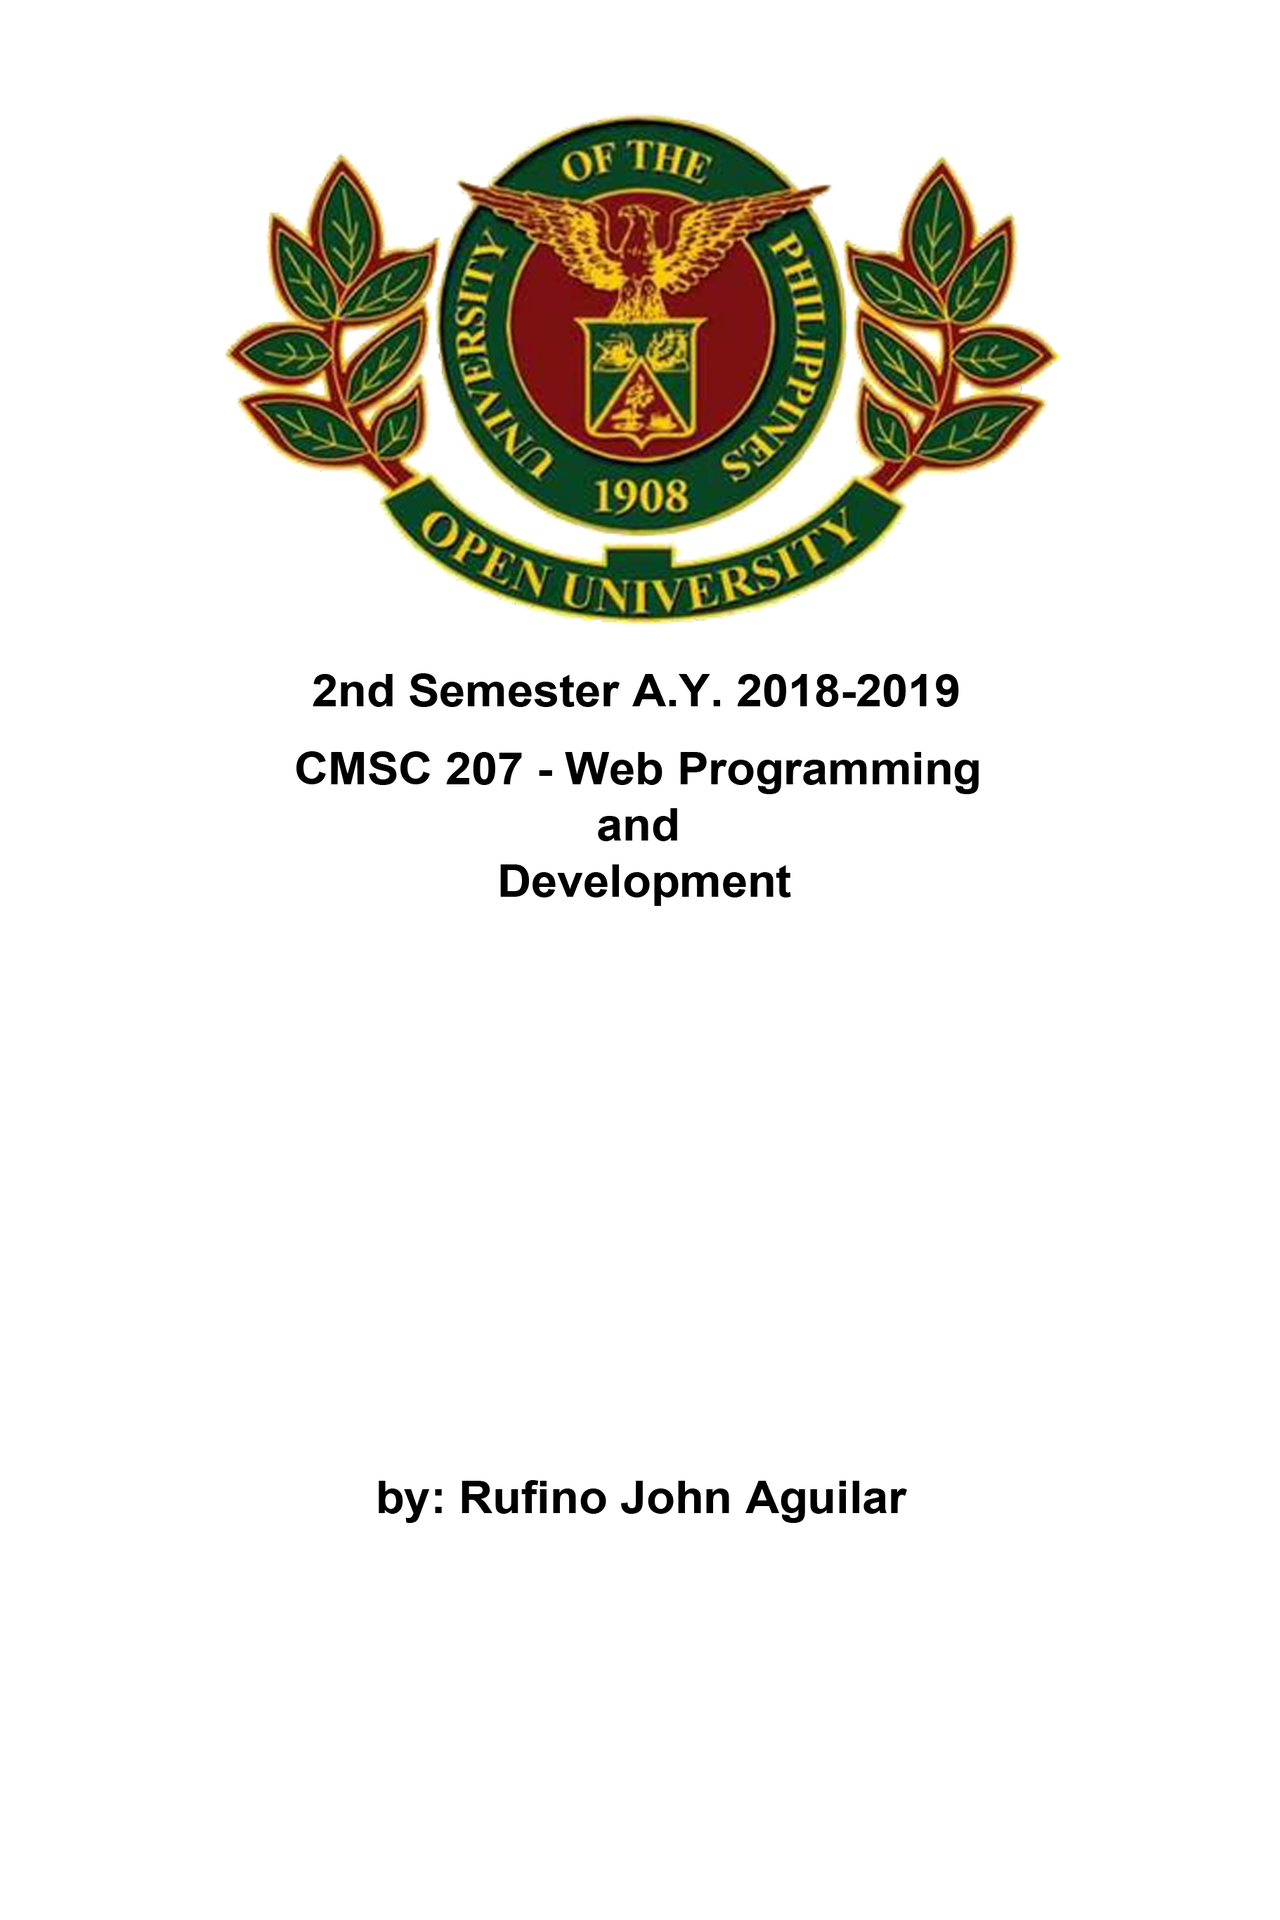 UNIVERSITY OF THE PHILIPPINES
1908
OPEN UNIVERSITY
2nd Semester A.Y. 2018-2019
CMSC 207 - Web Programming
and
Development
by: Rufino John Aguilar